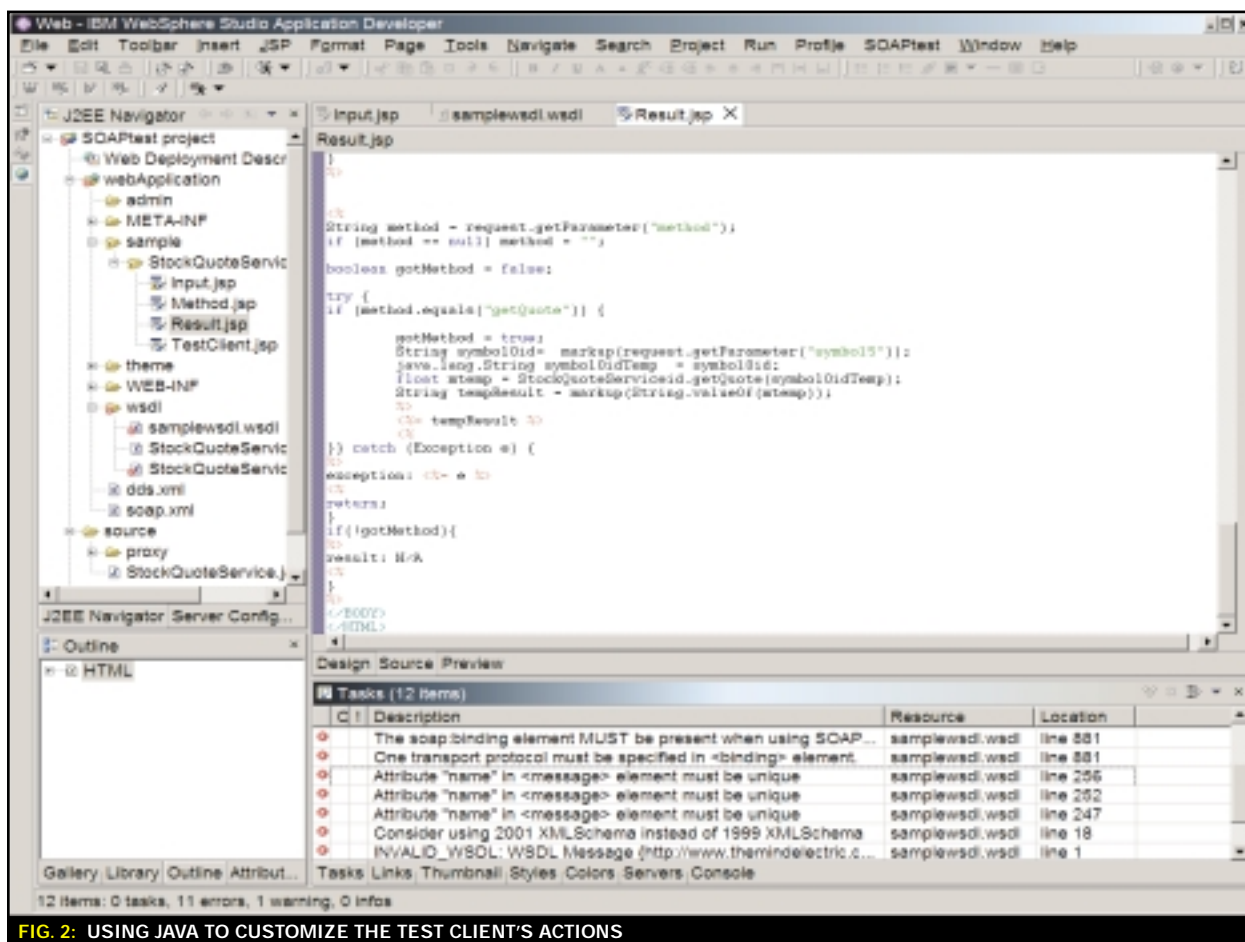 Web - IBM WebSphere Studio Application Developer
File Edit Toolbar Insert JSP Format Page Tools Navigate Search Project Run Profile SOAPtest Window Help
J2EE Navigator
SOAPtest project
Web Deployment Descr
webApplication
admin
META-INF
sample
StockQuoteServic
Input.jsp
Method.jsp
Result.jsp
TestClient.jsp
theme
WEB-INF
wsdl
samplewsdl.wsdl
StockQuoteServic
StockQuoteServic
dds.xml
soap.xml
source
proxy
StockQuoteService.j
J2EE Navigator Server Config...
Outline
HTML
Gallery Library Outline Attribut...
Input.jsp samplewsdl.wsdl Result.jsp
Result.jsp
}
%>
<%
String method = request.getParameter("method");
if (method == null) method = "";
boolean gotMethod = false;
try {
if (method.equals("getQuote")) {
gotMethod = true;
String symbol0id= markup(request.getParameter("symbol5"));
java.lang.String symbol0idTemp = symbol0id;
float mtemp = StockQuoteServiceid.getQuote(symbol0idTemp);
String tempResult = markup(String.valueOf(mtemp));
%>
<%= tempResult %>
<%
}} catch (Exception e) {
%>
exception: <%= e %>
<%
return;
}
if(!gotMethod){
%>
result: N/A
<%
}
%>
</BODY>
</HTML>
Design Source Preview
Tasks (12 items)
C ! Description Resource Location
The soap:binding element MUST be present when using SOAP... samplewsdl.wsdl line 881
One transport protocol must be specified in <binding> element. samplewsdl.wsdl line 881
Attribute "name" in <message> element must be unique samplewsdl.wsdl line 256
Attribute "name" in <message> element must be unique samplewsdl.wsdl line 252
Attribute "name" in <message> element must be unique samplewsdl.wsdl line 247
Consider using 2001 XMLSchema instead of 1999 XMLSchema samplewsdl.wsdl line 18
INVALID_WSDL: WSDL Message (http://www.themindelectric.c... samplewsdl.wsdl line 1
Tasks Links Thumbnail Styles Colors Servers Console
12 items: 0 tasks, 11 errors, 1 warning, 0 infos
FIG. 2: USING JAVA TO CUSTOMIZE THE TEST CLIENT'S ACTIONS